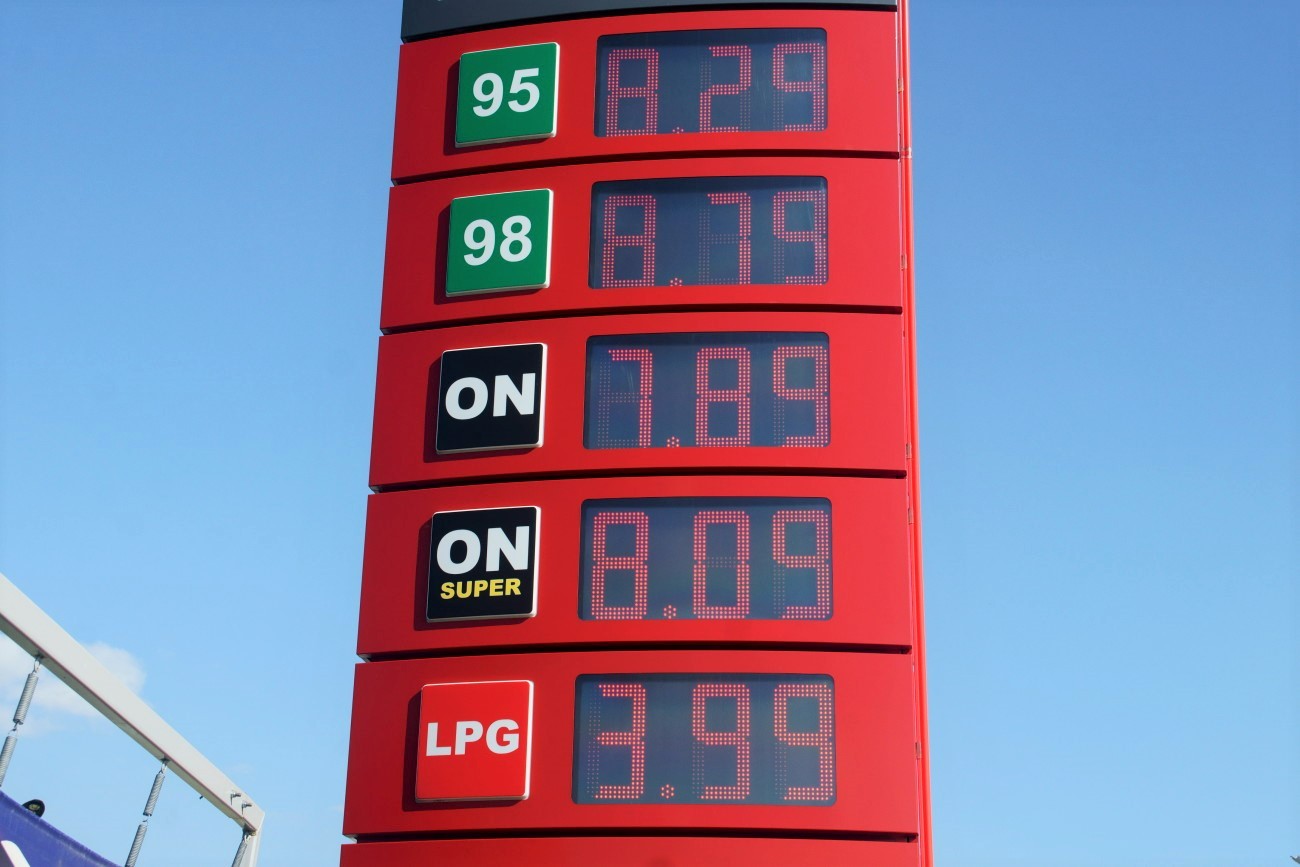 95 8.29
98 8.79
ON 7.89
ON 8.09
SUPER
LPG 3.99